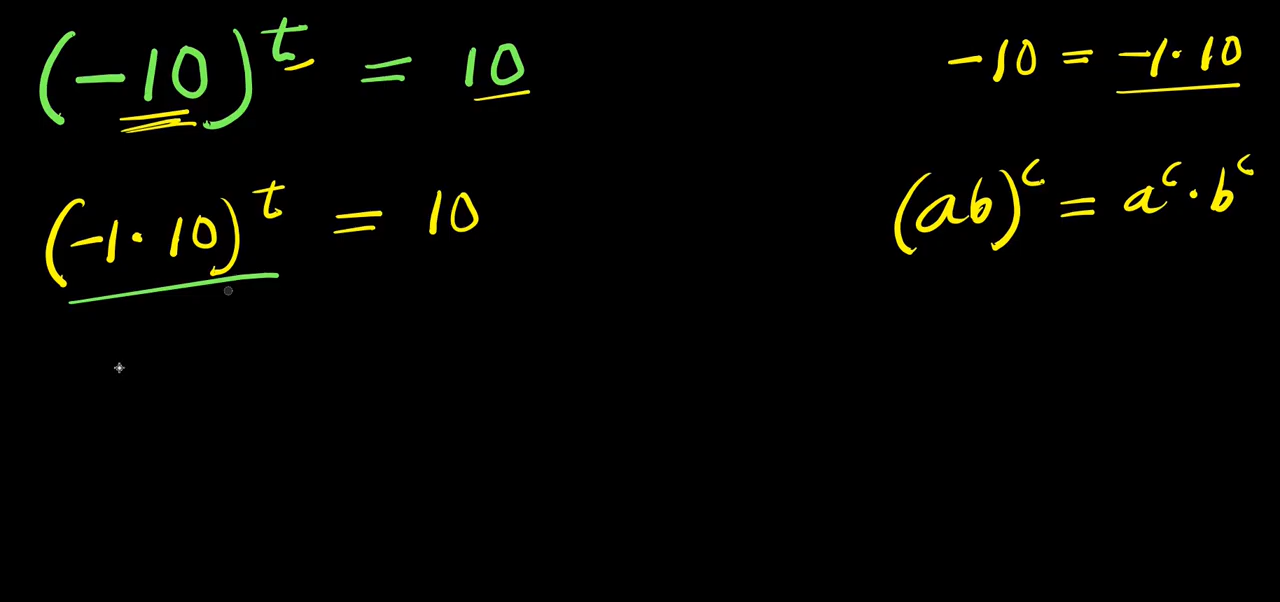 (-10)^t = 10
-10 = -1·10
(ab)^c = a^c·b^c
(-1·10)^t = 10